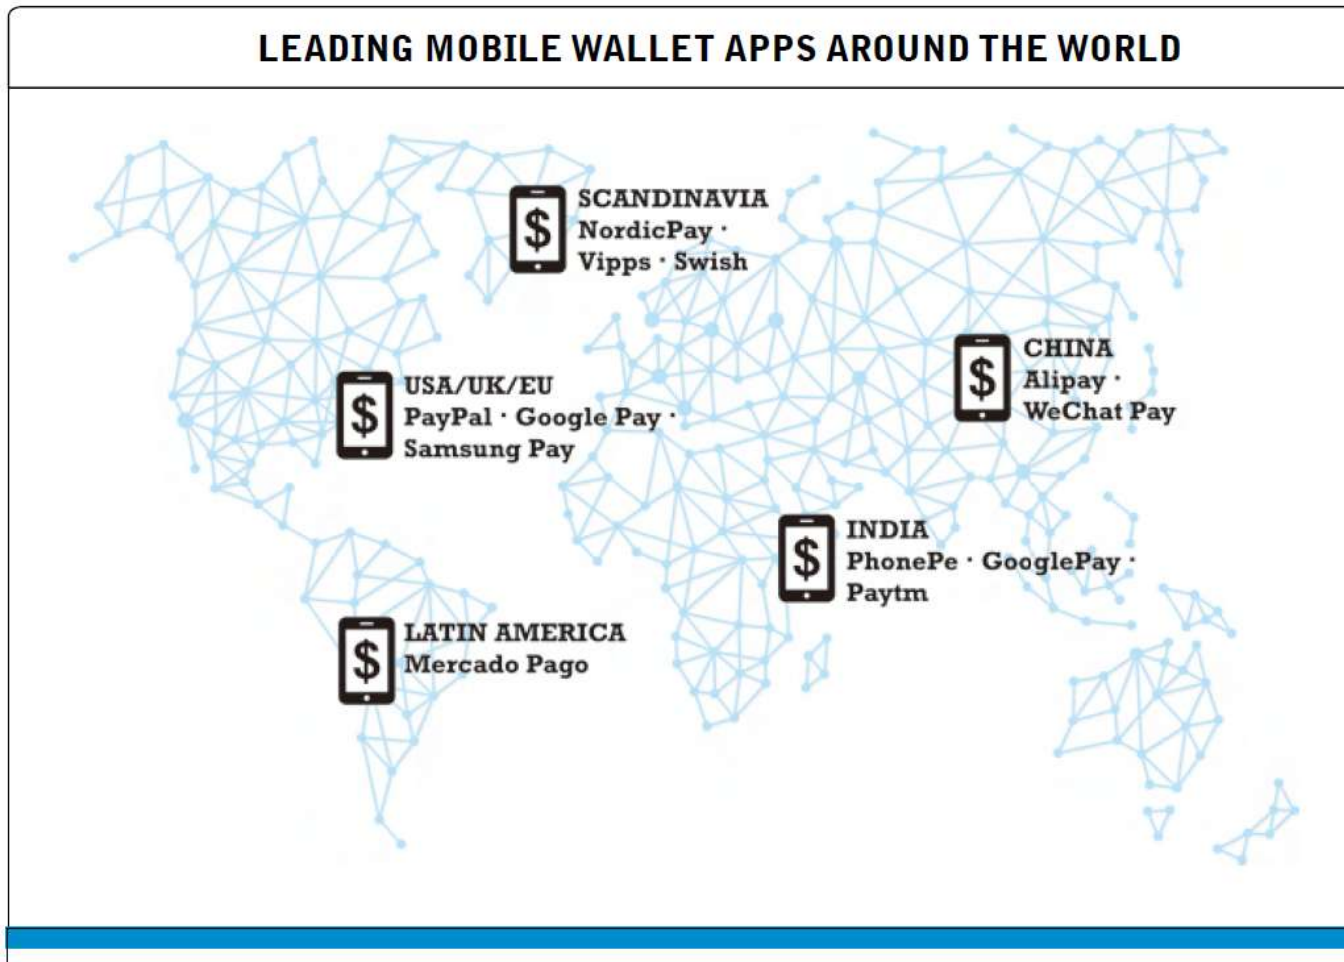 LEADING MOBILE WALLET APPS AROUND THE WORLD
$
SCANDINAVIA
NordicPay ·
Vipps · Swish
$
CHINA
Alipay ·
WeChat Pay
$
USA/UK/EU
PayPal · Google Pay ·
Samsung Pay
$
INDIA
PhonePe · GooglePay ·
Paytm
$
LATIN AMERICA
Mercado Pago